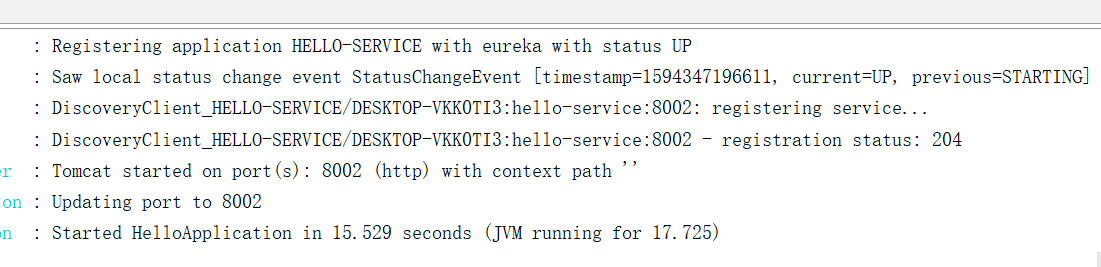 : Registering application HELLO-SERVICE with eureka with status UP
: Saw local status change event StatusChangeEvent [timestamp=1594347196611, current=UP, previous=STARTING]
: DiscoveryClient_HELLO-SERVICE/DESKTOP-VKK0TI3:hello-service:8002: registering service...
: DiscoveryClient_HELLO-SERVICE/DESKTOP-VKK0TI3:hello-service:8002 - registration status: 204
er : Tomcat started on port(s): 8002 (http) with context path ''
ion : Updating port to 8002
on : Started HelloApplication in 15.529 seconds (JVM running for 17.725)